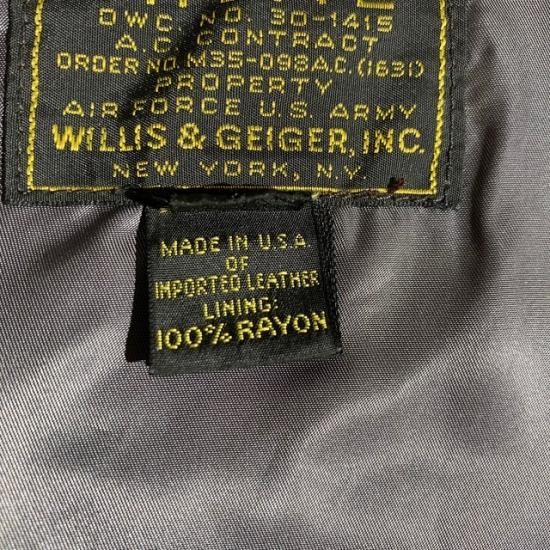 DWG. NO. 30-1415
A.C. CONTRACT
ORDER NO. M35-098A.C. (1631)
PROPERTY
AIR FORCE U.S. ARMY
WILLIS & GEIGER, INC.
NEW YORK, N.Y.
MADE IN U.S.A.
OF
IMPORTED LEATHER
LINING:
100% RAYON